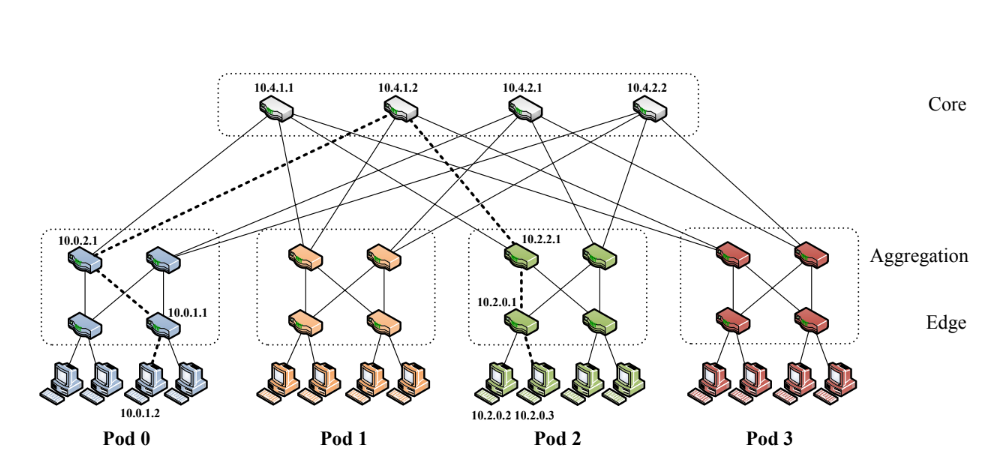 10.4.1.1
10.4.1.2
10.4.2.1
10.4.2.2
Core
10.0.2.1
10.2.2.1
Aggregation
10.0.1.1
10.2.0.1
Edge
10.0.1.2
10.2.0.2 10.2.0.3
Pod 0
Pod 1
Pod 2
Pod 3